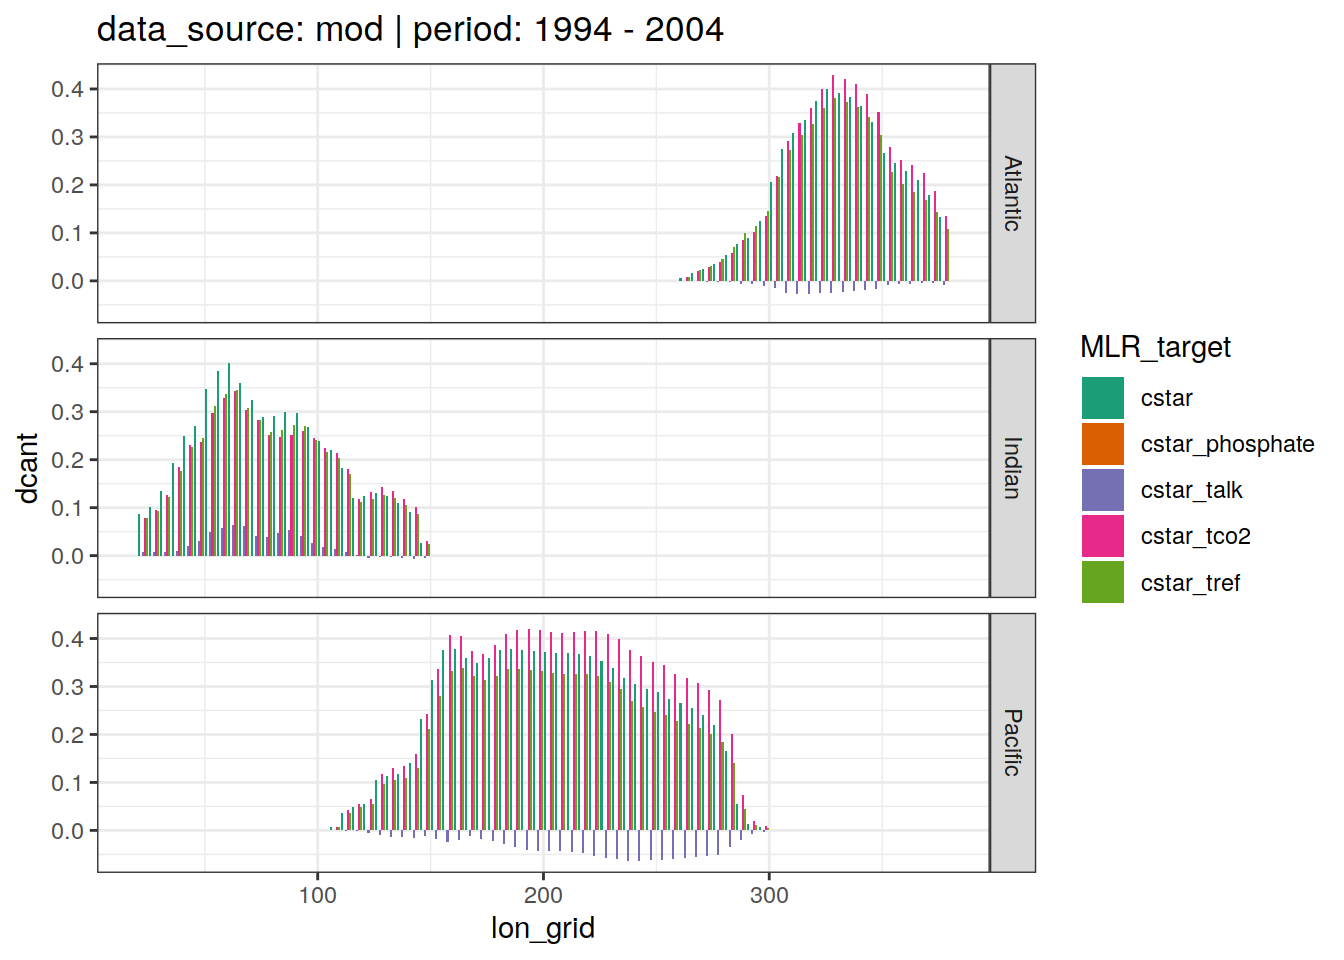 data_source: mod | period: 1994 - 2004
0.4
0.3
0.2
0.1
0.0
Atlantic
0.4
0.3
0.2
0.1
0.0
Indian
0.4
0.3
0.2
0.1
0.0
Pacific
100
200
300
lon_grid
dcant
MLR_target
cstar
cstar_phosphate
cstar_talk
cstar_tco2
cstar_tref